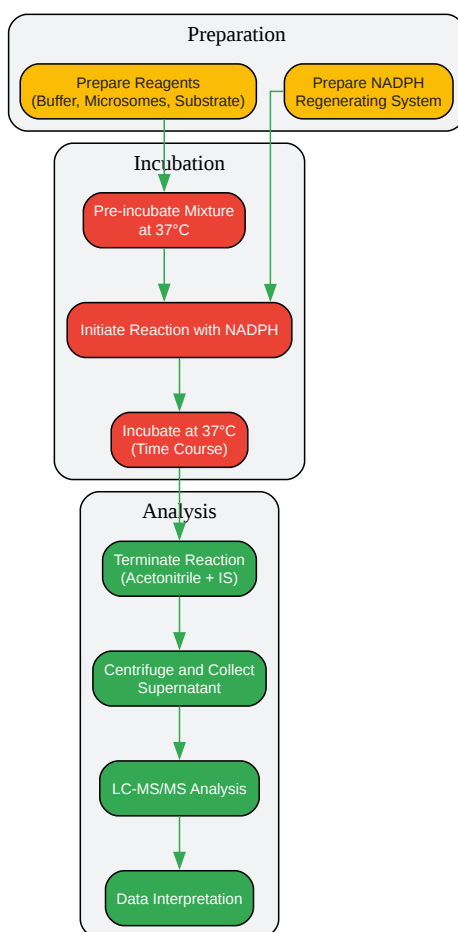 Preparation
Prepare Reagents
(Buffer, Microsomes, Substrate)
Prepare NADPH
Regenerating System
Incubation
Pre-incubate Mixture
at 37°C
Initiate Reaction with NADPH
Incubate at 37°C
(Time Course)
Analysis
Terminate Reaction
(Acetonitrile + IS)
Centrifuge and Collect
Supernatant
LC-MS/MS Analysis
Data Interpretation